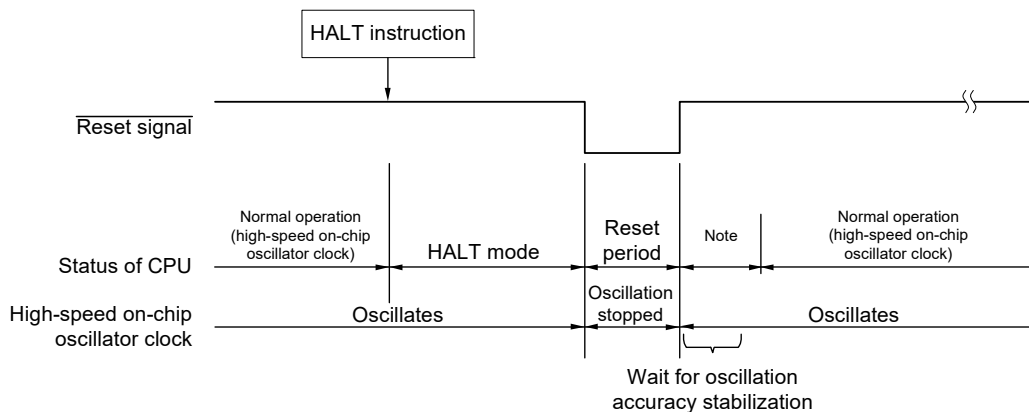 HALT instruction
Reset signal
Status of CPU
Normal operation
(high-speed on-chip
oscillator clock)
HALT mode
Reset
period
Note
Normal operation
(high-speed on-chip
oscillator clock)
High-speed on-chip
oscillator clock
Oscillates
Oscillation
stopped
Oscillates
Wait for oscillation
accuracy stabilization